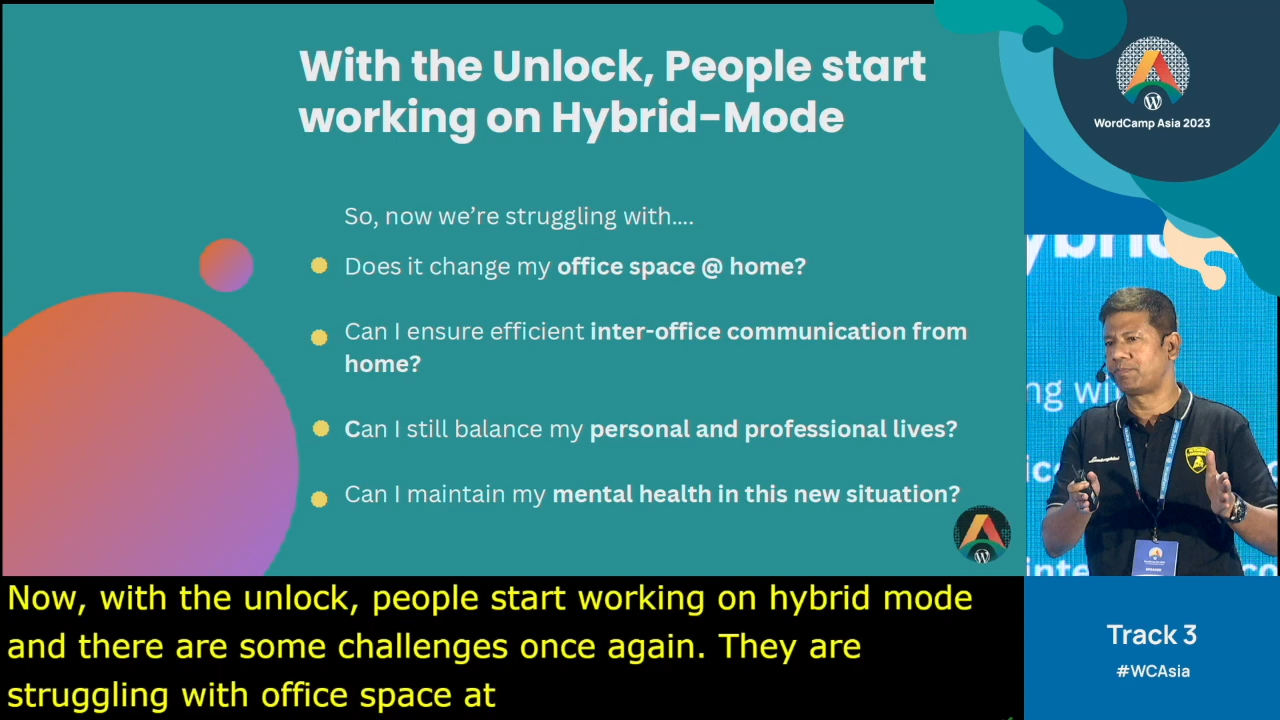 With the Unlock, People start
working on Hybrid-Mode
So, now we're struggling with....
Does it change my office space @ home?
Can I ensure efficient inter-office communication from
home?
Can I still balance my personal and professional lives?
Can I maintain my mental health in this new situation?
Now, with the unlock, people start working on hybrid mode
and there are some challenges once again. They are
struggling with office space at
WordCamp Asia 2023
ng wi
Track 3
#WCAsia